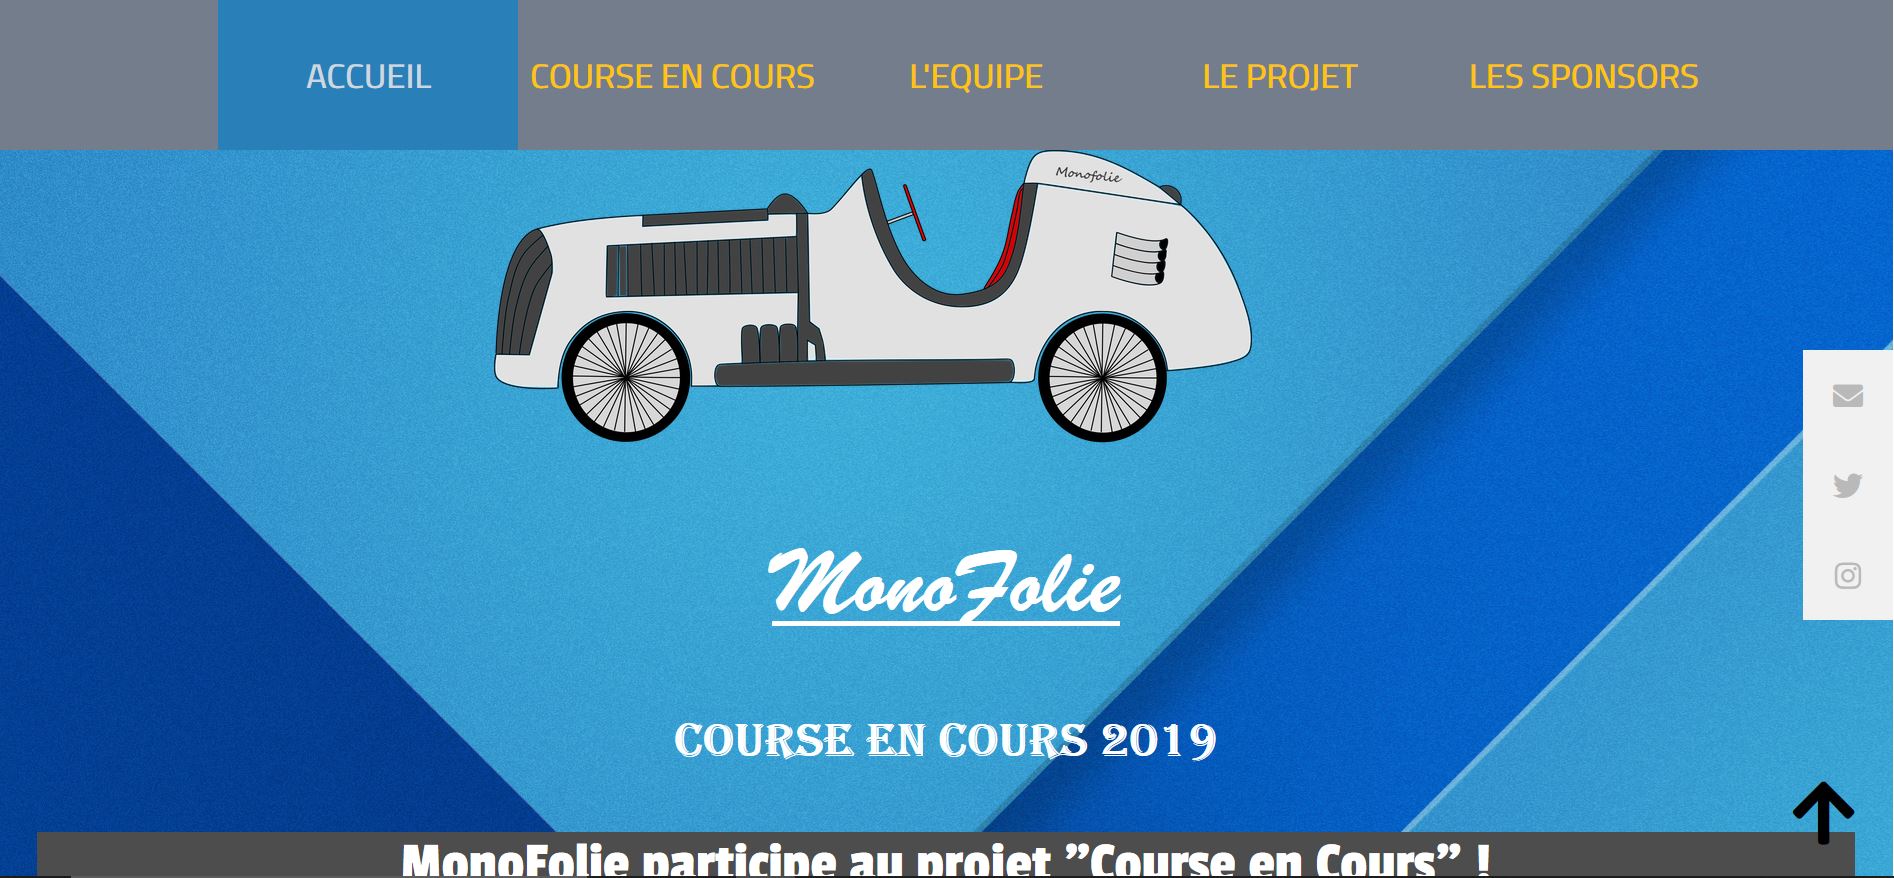 ACCUEIL COURSE EN COURS L'EQUIPE LE PROJET LES SPONSORS
Monofolie
MonoFolie
COURSE EN COURS 2019
MonoFolie participe au projet ”Course en Cours” !